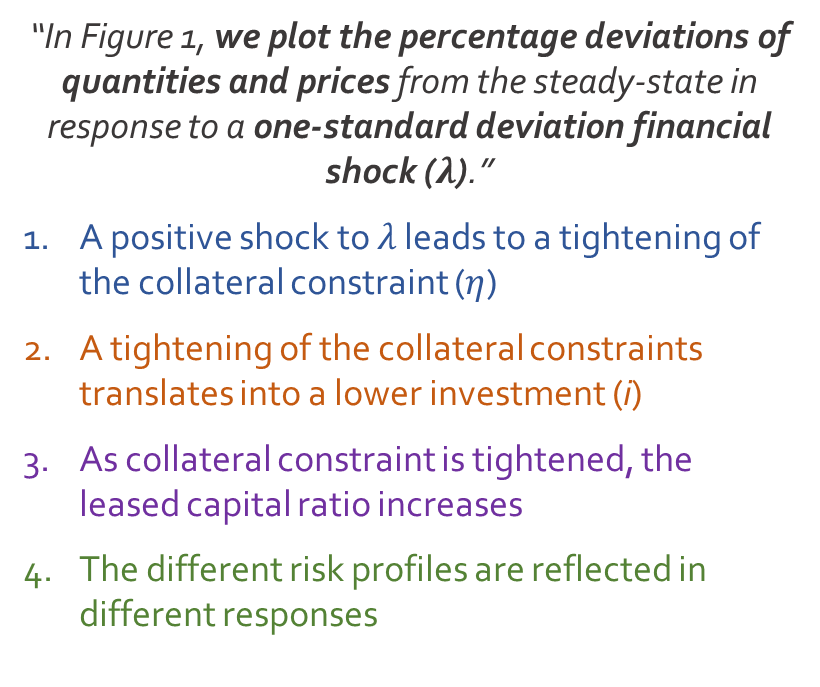 “In Figure 1, we plot the percentage deviations of
quantities and prices from the steady-state in
response to a one-standard deviation financial
shock (λ).”
1. A positive shock to λ leads to a tightening of
the collateral constraint (η)
2. A tightening of the collateral constraints
translates into a lower investment (i)
3. As collateral constraint is tightened, the
leased capital ratio increases
4. The different risk profiles are reflected in
different responses